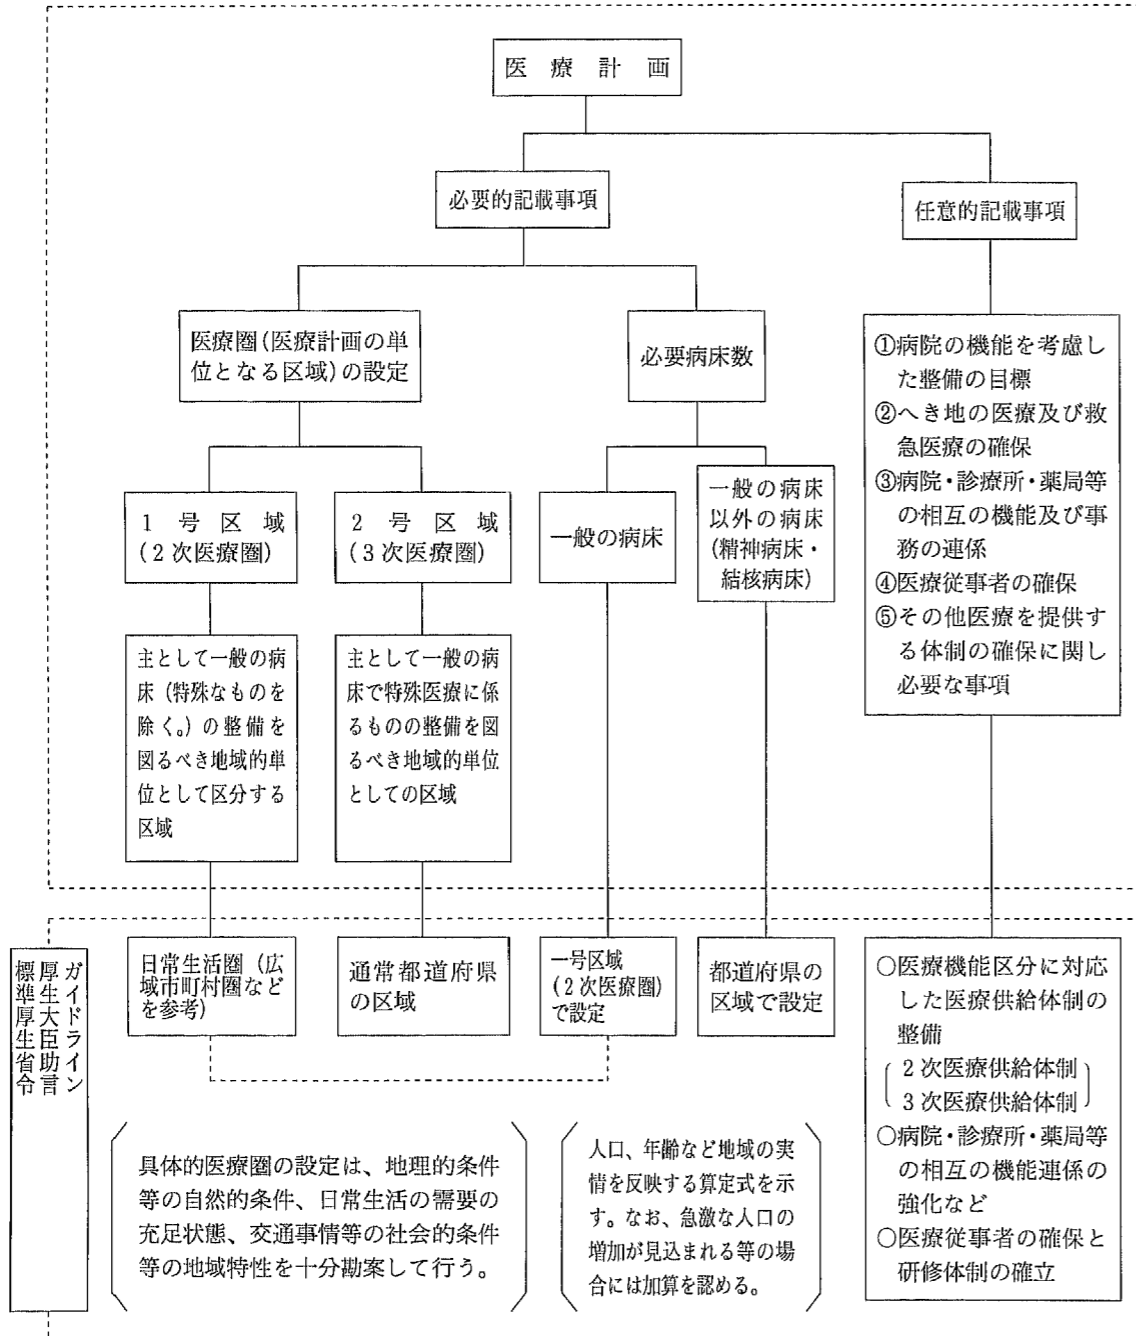 医療計画
必要的記載事項
任意的記載事項
医療圏(医療計画の単
位となる区域)の設定
必要病床数
①病院の機能を考慮し
た整備の目標
②へき地の医療及び救
急医療の確保
③病院・診療所・薬局等
の相互の機能及び事
務の連係
④医療従事者の確保
⑤その他医療を提供す
る体制の確保に関し
必要な事項
1号区域
(2次医療圏)
2号区域
(3次医療圏)
一般の病床
一般の病床
以外の病床
(精神病床・
結核病床)
主として一般の病
床(特殊なものを
除く。)の整備を
図るべき地域的単
位として区分する
区域
主として一般の病
床で特殊医療に係
るものの整備を図
るべき地域的単位
としての区域
ガイドライン
厚生大臣助言
標準厚生省令
日常生活圏(広
域市町村圏など
を参考)
通常都道府県
の区域
一号区域
(2次医療圏)
で設定
都道府県の
区域で設定
○医療機能区分に対応
した医療供給体制の
整備
2次医療供給体制
3次医療供給体制
○病院・診療所・薬局等
の相互の機能連係の
強化など
○医療従事者の確保と
研修体制の確立
具体的医療圏の設定は、地理的条件
等の自然的条件、日常生活の需要の
充足状態、交通事情等の社会的条件
等の地域特性を十分勘案して行う。
人口、年齢など地域の実
情を反映する算定式を示
す。なお、急激な人口の
増加が見込まれる等の場
合には加算を認める。